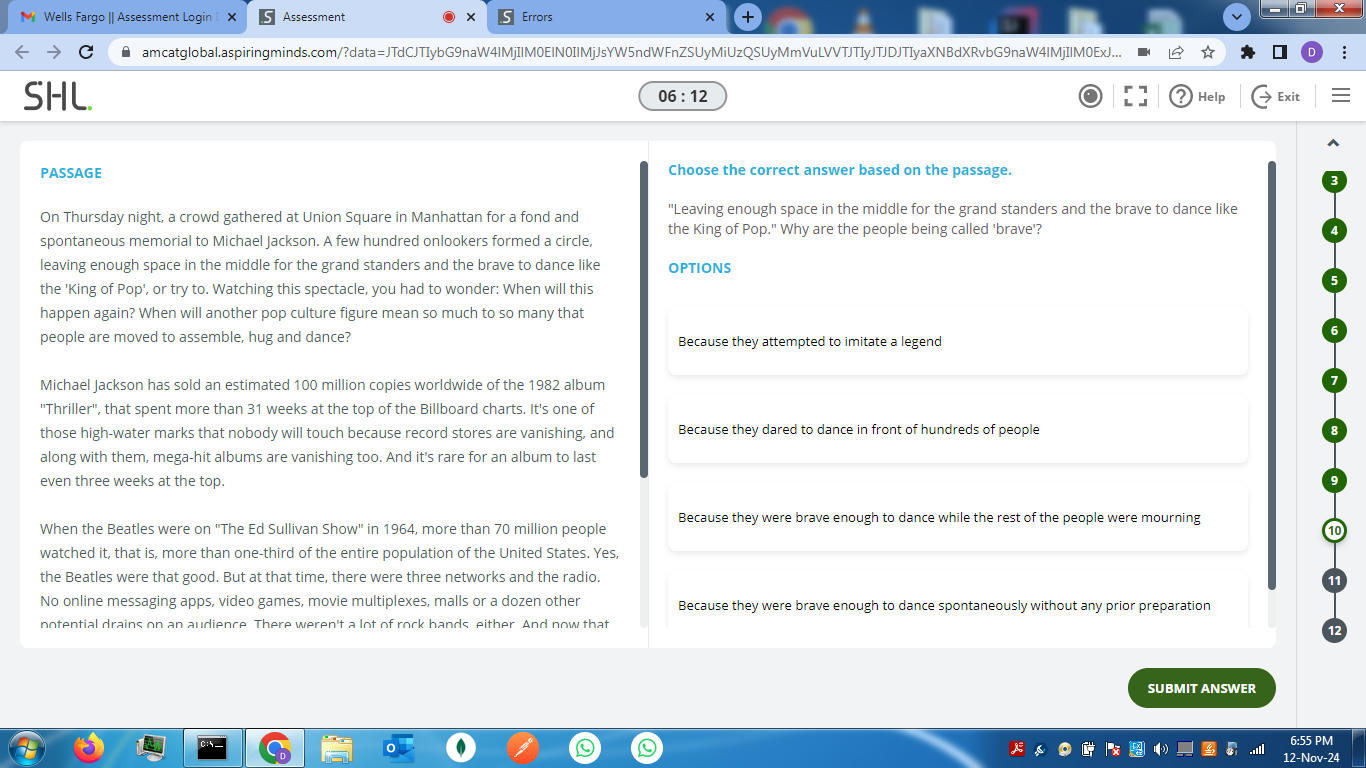 Wells Fargo || Assessment Login
Assessment
Errors
amcatglobal.aspiringminds.com/?data=JTdCJTIybG9naW4lMjIlM0ElN0IlMjJsYW5ndWFnZSUyMiUzQSUyMmVuLVVTJTIyJTJDJTIyaXNBdXRvbG9naW4lMjIlM0ExJ...
D
SHL.
06 : 12
Help
Exit
PASSAGE
On Thursday night, a crowd gathered at Union Square in Manhattan for a fond and
spontaneous memorial to Michael Jackson. A few hundred onlookers formed a circle,
leaving enough space in the middle for the grand standers and the brave to dance like
the 'King of Pop', or try to. Watching this spectacle, you had to wonder: When will this
happen again? When will another pop culture figure mean so much to so many that
people are moved to assemble, hug and dance?
Michael Jackson has sold an estimated 100 million copies worldwide of the 1982 album
"Thriller", that spent more than 31 weeks at the top of the Billboard charts. It's one of
those high-water marks that nobody will touch because record stores are vanishing, and
along with them, mega-hit albums are vanishing too. And it's rare for an album to last
even three weeks at the top.
When the Beatles were on "The Ed Sullivan Show" in 1964, more than 70 million people
watched it, that is, more than one-third of the entire population of the United States. Yes,
the Beatles were that good. But at that time, there were three networks and the radio.
No online messaging apps, video games, movie multiplexes, malls or a dozen other
potential drains on an audience. There weren't a lot of rock bands, either. And now that
Choose the correct answer based on the passage.
"Leaving enough space in the middle for the grand standers and the brave to dance like
the King of Pop." Why are the people being called 'brave'?
OPTIONS
Because they attempted to imitate a legend
Because they dared to dance in front of hundreds of people
Because they were brave enough to dance while the rest of the people were mourning
Because they were brave enough to dance spontaneously without any prior preparation
3
4
5
6
7
8
9
10
11
12
SUBMIT ANSWER
6:55 PM
12-Nov-24